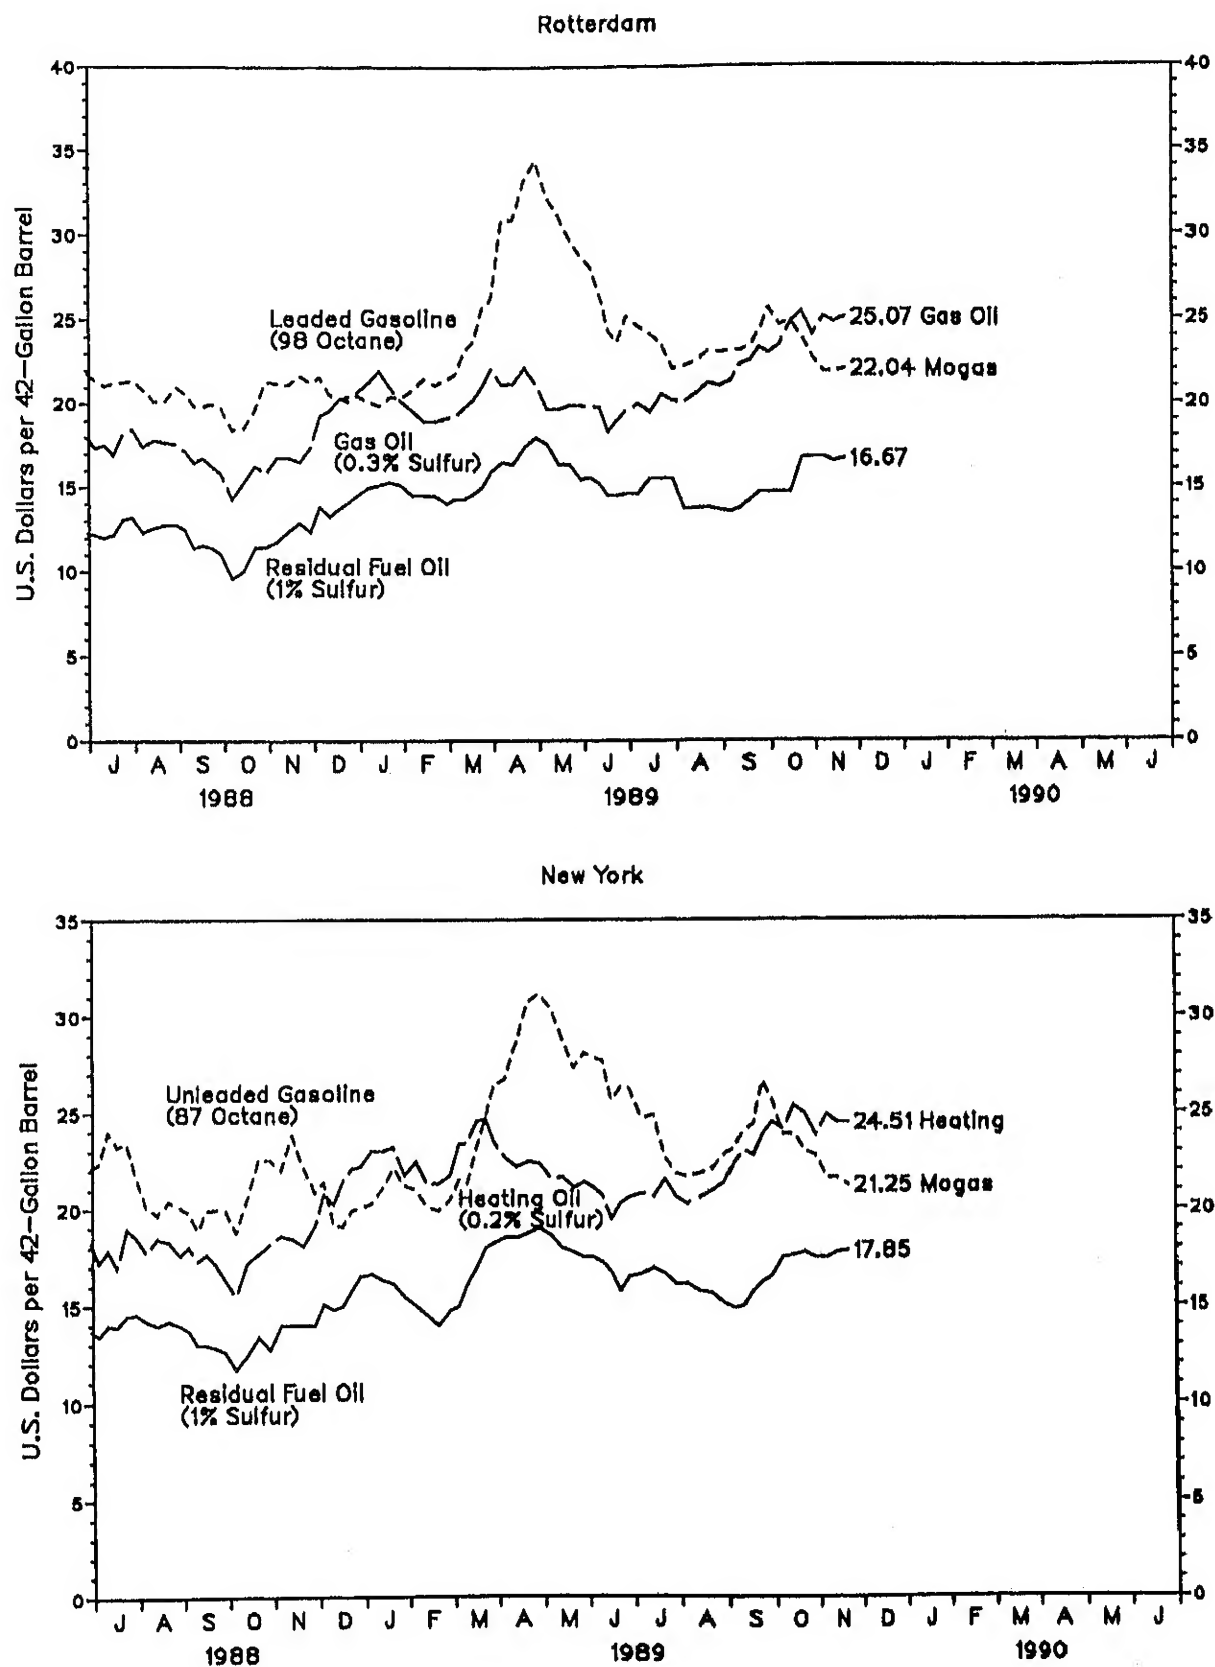 Rotterdam
40
40
35
35
30
30
25
25
20
20
15
15
10
10
5
5
0
0
U.S. Dollars per 42-Gallon Barrel
Leaded Gasoline
(98 Octane)
25.07 Gas Oil
22.04 Mogas
Gas Oil
(0.3% Sulfur)
16.67
Residual Fuel Oil
(1% Sulfur)
J A S O N D J F M A M J J A S O N D J F M A M J
1988 1989 1990
New York
35
35
30
30
25
25
20
20
15
15
10
10
5
5
0
0
U.S. Dollars per 42-Gallon Barrel
Unleaded Gasoline
(87 Octane)
24.51 Heating
21.25 Mogas
Heating Oil
(0.2% Sulfur)
17.85
Residual Fuel Oil
(1% Sulfur)
J A S O N D J F M A M J J A S O N D J F M A M J
1988 1989 1990